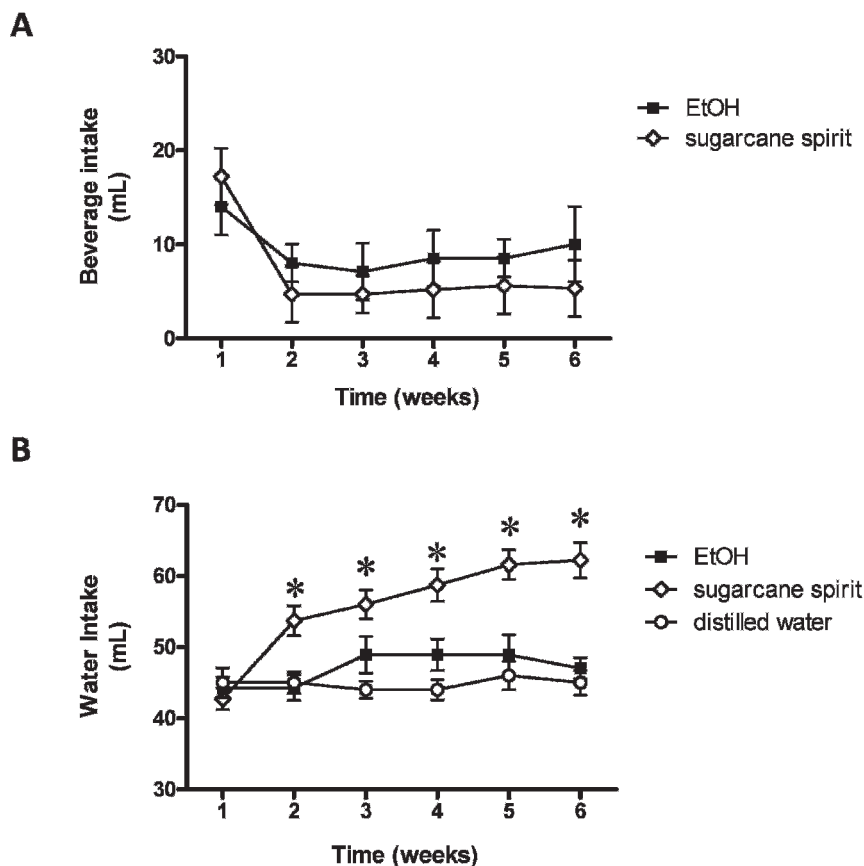 A
Beverage intake
(mL)
30
20
10
0
1 2 3 4 5 6
Time (weeks)
EtOH
sugarcane spirit
B
Water Intake
(mL)
70
60
50
40
30
* * * * *
1 2 3 4 5 6
Time (weeks)
EtOH
sugarcane spirit
distilled water